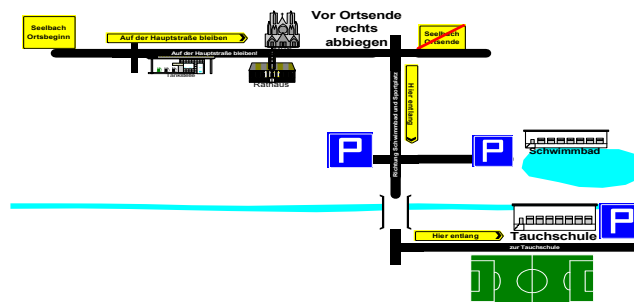 Seelbach
Ortsbeginn
Auf der Hauptstraße bleiben
Vor Ortsende
rechts
abbiegen
Seelbach
Ortsende
Auf der Hauptstraße bleiben!
Tankstelle
Rathaus
Hier entlang
Richtung Schwimmbad und Sportplatz
P
P
Schwimmbad
Hier entlang
Tauchschule
P
zur Tauchschule